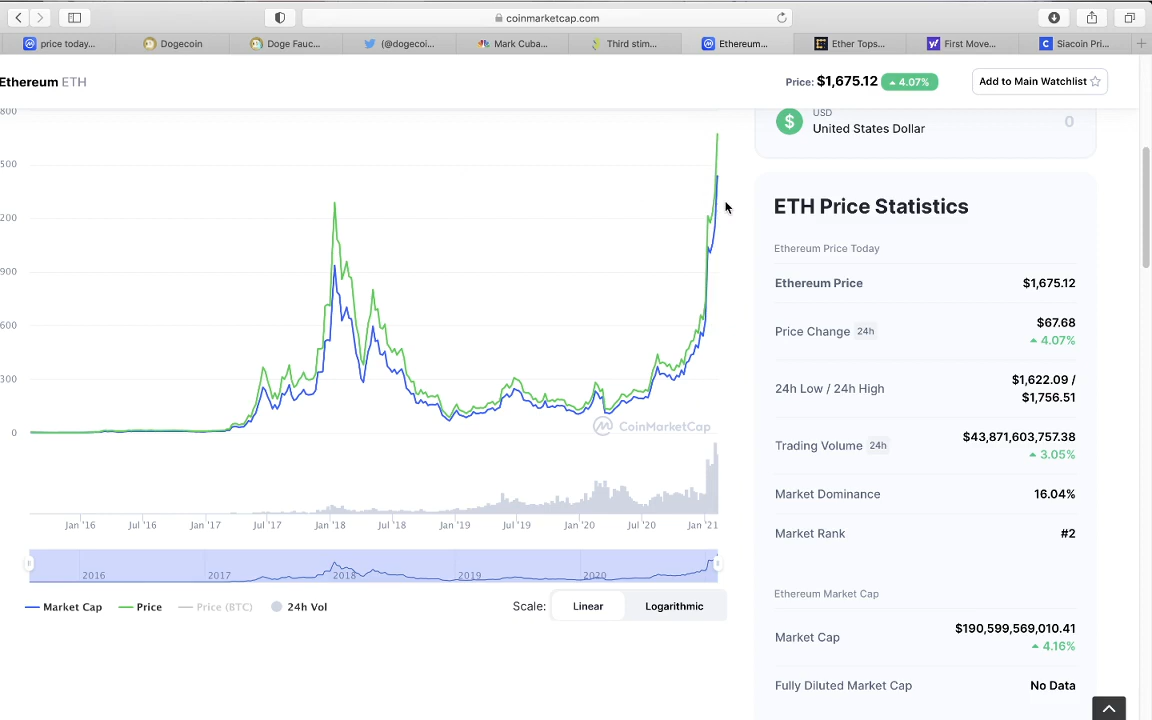 coinmarketcap.com
price today...
Dogecoin
Doge Fauc...
(@dogecoi...
Mark Cuba...
Third stim...
Ethereum...
Ether Tops...
First Move...
Siacoin Pri...
Ethereum ETH
Price: $1,675.12 4.07%
Add to Main Watchlist
800
500
200
900
600
300
0
CoinMarketCap
Jan '16 Jul '16 Jan '17 Jul '17 Jan '18 Jul '18 Jan '19 Jul '19 Jan '20 Jul '20 Jan '21
2016 2017 2018 2019 2020
Market Cap Price Price (BTC) 24h Vol
Scale: Linear Logarithmic
$ USD
United States Dollar 0
ETH Price Statistics
Ethereum Price Today
Ethereum Price $1,675.12
Price Change 24h $67.68
4.07%
24h Low / 24h High $1,622.09 /
$1,756.51
Trading Volume 24h $43,871,603,757.38
3.05%
Market Dominance 16.04%
Market Rank #2
Ethereum Market Cap
Market Cap $190,599,569,010.41
4.16%
Fully Diluted Market Cap No Data